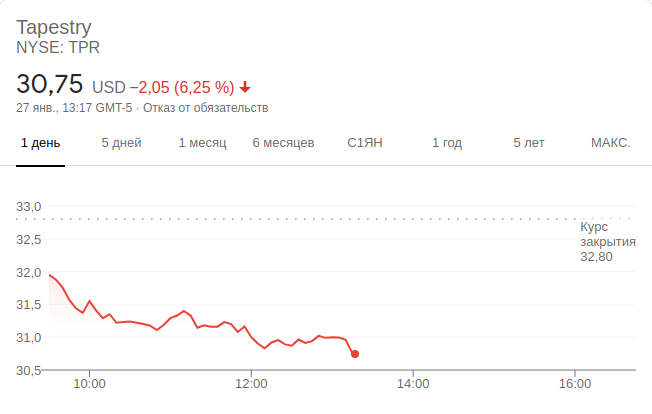 Tapestry
NYSE: TPR
30,75 USD −2,05 (6,25 %)
27 янв., 13:17 GMT-5 · Отказ от обязательств
1 день 5 дней 1 месяц 6 месяцев С1ЯН 1 год 5 лет МАКС.
33,0
Курс
закрытия
32,80
32,5
32,0
31,5
31,0
30,5
10:00 12:00 14:00 16:00